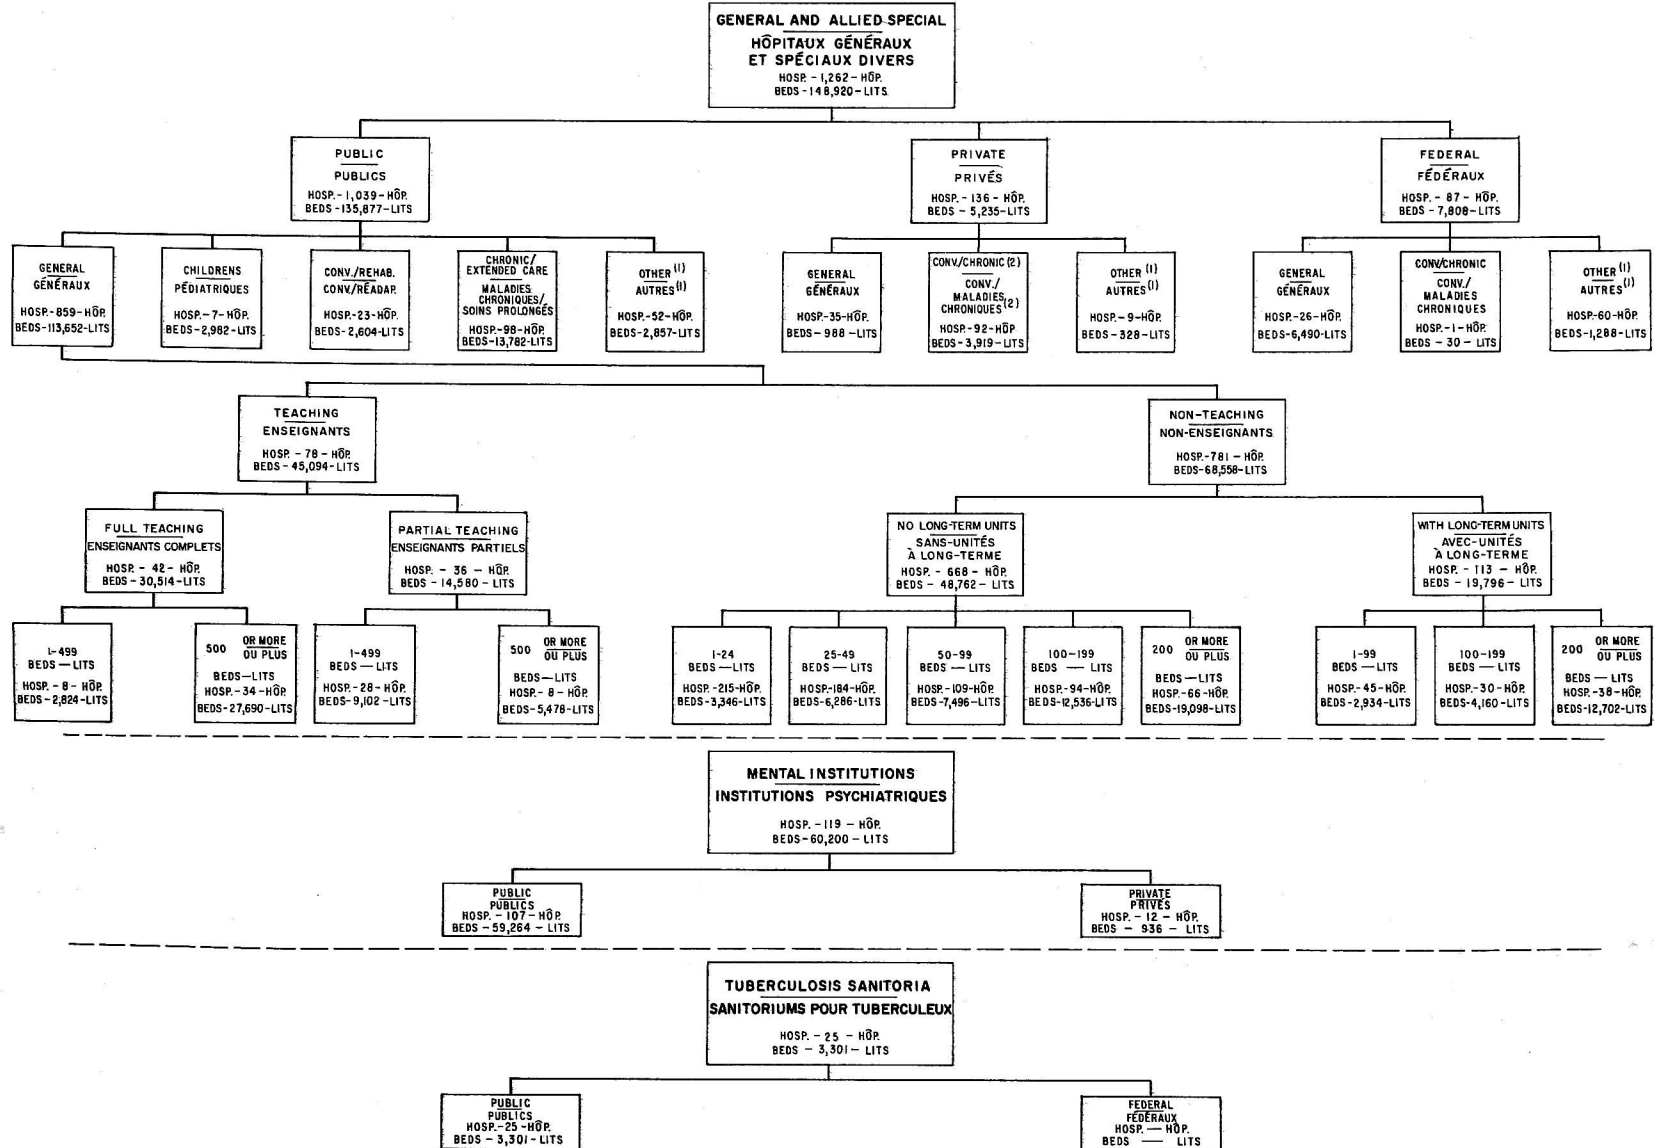 GENERAL AND ALLIED SPECIAL
HÔPITAUX GÉNÉRAUX
ET SPÉCIAUX DIVERS
HOSP. - 1,262 - HÔP.
BEDS - 148,920 - LITS
PUBLIC
PUBLICS
HOSP. - 1,039 - HÔP.
BEDS - 135,877 - LITS
PRIVATE
PRIVÉS
HOSP. - 136 - HÔP.
BEDS - 5,235 - LITS
FEDERAL
FÉDÉRAUX
HOSP. - 87 - HÔP.
BEDS - 7,808 - LITS
GENERAL
GÉNÉRAUX
HOSP. - 859 - HÔP.
BEDS - 113,652 - LITS
CHILDRENS
PÉDIATRIQUES
HOSP. - 7 - HÔP.
BEDS - 2,982 - LITS
CONV./REHAB.
CONV./RÉADAP.
HOSP. - 23 - HÔP.
BEDS - 2,604 - LITS
CHRONIC/
EXTENDED CARE
MALADIES
CHRONIQUES/
SOINS PROLONGÉS
HOSP. - 98 - HÔP.
BEDS - 13,782 - LITS
OTHER (1)
AUTRES (1)
HOSP. - 52 - HÔP.
BEDS - 2,857 - LITS
GENERAL
GÉNÉRAUX
HOSP. - 35 - HÔP.
BEDS - 988 - LITS
CONV./CHRONIC (2)
CONV./
MALADIES
CHRONIQUES (2)
HOSP. - 92 - HÔP
BEDS - 3,919 - LITS
OTHER (1)
AUTRES (1)
HOSP. - 9 - HÔP.
BEDS - 328 - LITS
GENERAL
GÉNÉRAUX
HOSP. - 26 - HÔP.
BEDS - 6,490 - LITS
CONV/CHRONIC
CONV./
MALADIES
CHRONIQUES
HOSP. - 1 - HÔP.
BEDS - 30 - LITS
OTHER (1)
AUTRES (1)
HOSP. - 60 - HÔP.
BEDS - 1,288 - LITS
TEACHING
ENSEIGNANTS
HOSP. - 78 - HÔP.
BEDS - 45,094 - LITS
NON-TEACHING
NON-ENSEIGNANTS
HOSP. - 781 - HÔP.
BEDS - 68,558 - LITS
FULL TEACHING
ENSEIGNANTS COMPLETS
HOSP. - 42 - HÔP.
BEDS - 30,514 - LITS
PARTIAL TEACHING
ENSEIGNANTS PARTIELS
HOSP. - 36 - HÔP.
BEDS - 14,580 - LITS
NO LONG-TERM UNITS
SANS-UNITÉS
À LONG-TERME
HOSP. - 668 - HÔP.
BEDS - 48,762 - LITS
WITH LONG-TERM UNITS
AVEC-UNITÉS
À LONG-TERME
HOSP. - 113 - HÔP.
BEDS - 19,796 - LITS
1-499
BEDS — LITS
HOSP. - 8 - HÔP.
BEDS - 2,824 - LITS
500 OR MORE
OU PLUS
BEDS — LITS
HOSP. - 34 - HÔP.
BEDS - 27,690 - LITS
1-499
BEDS — LITS
HOSP. - 28 - HÔP.
BEDS - 9,102 - LITS
500 OR MORE
OU PLUS
BEDS — LITS
HOSP. - 8 - HÔP.
BEDS - 5,478 - LITS
1-24
BEDS — LITS
HOSP. - 215 - HÔP.
BEDS - 3,346 - LITS
25-49
BEDS — LITS
HOSP. - 184 - HÔP.
BEDS - 6,286 - LITS
50-99
BEDS — LITS
HOSP. - 109 - HÔP.
BEDS - 7,496 - LITS
100-199
BEDS — LITS
HOSP. - 94 - HÔP.
BEDS - 12,536 - LITS
200 OR MORE
OU PLUS
BEDS — LITS
HOSP. - 66 - HÔP.
BEDS - 19,098 - LITS
1-99
BEDS — LITS
HOSP. - 45 - HÔP.
BEDS - 2,934 - LITS
100-199
BEDS — LITS
HOSP. - 30 - HÔP.
BEDS - 4,160 - LITS
200 OR MORE
OU PLUS
BEDS — LITS
HOSP. - 38 - HÔP.
BEDS - 12,702 - LITS
MENTAL INSTITUTIONS
INSTITUTIONS PSYCHIATRIQUES
HOSP. - 119 - HÔP.
BEDS - 60,200 - LITS
PUBLIC
PUBLICS
HOSP. - 107 - HÔP.
BEDS - 59,264 - LITS
PRIVATE
PRIVÉS
HOSP. - 12 - HÔP.
BEDS - 936 - LITS
TUBERCULOSIS SANITORIA
SANITORIUMS POUR TUBERCULEUX
HOSP. - 25 - HÔP.
BEDS - 3,301 - LITS
PUBLIC
PUBLICS
HOSP. - 25 - HÔP.
BEDS - 3,301 - LITS
FEDERAL
FÉDÉRAUX
HOSP. — HÔP.
BEDS — LITS